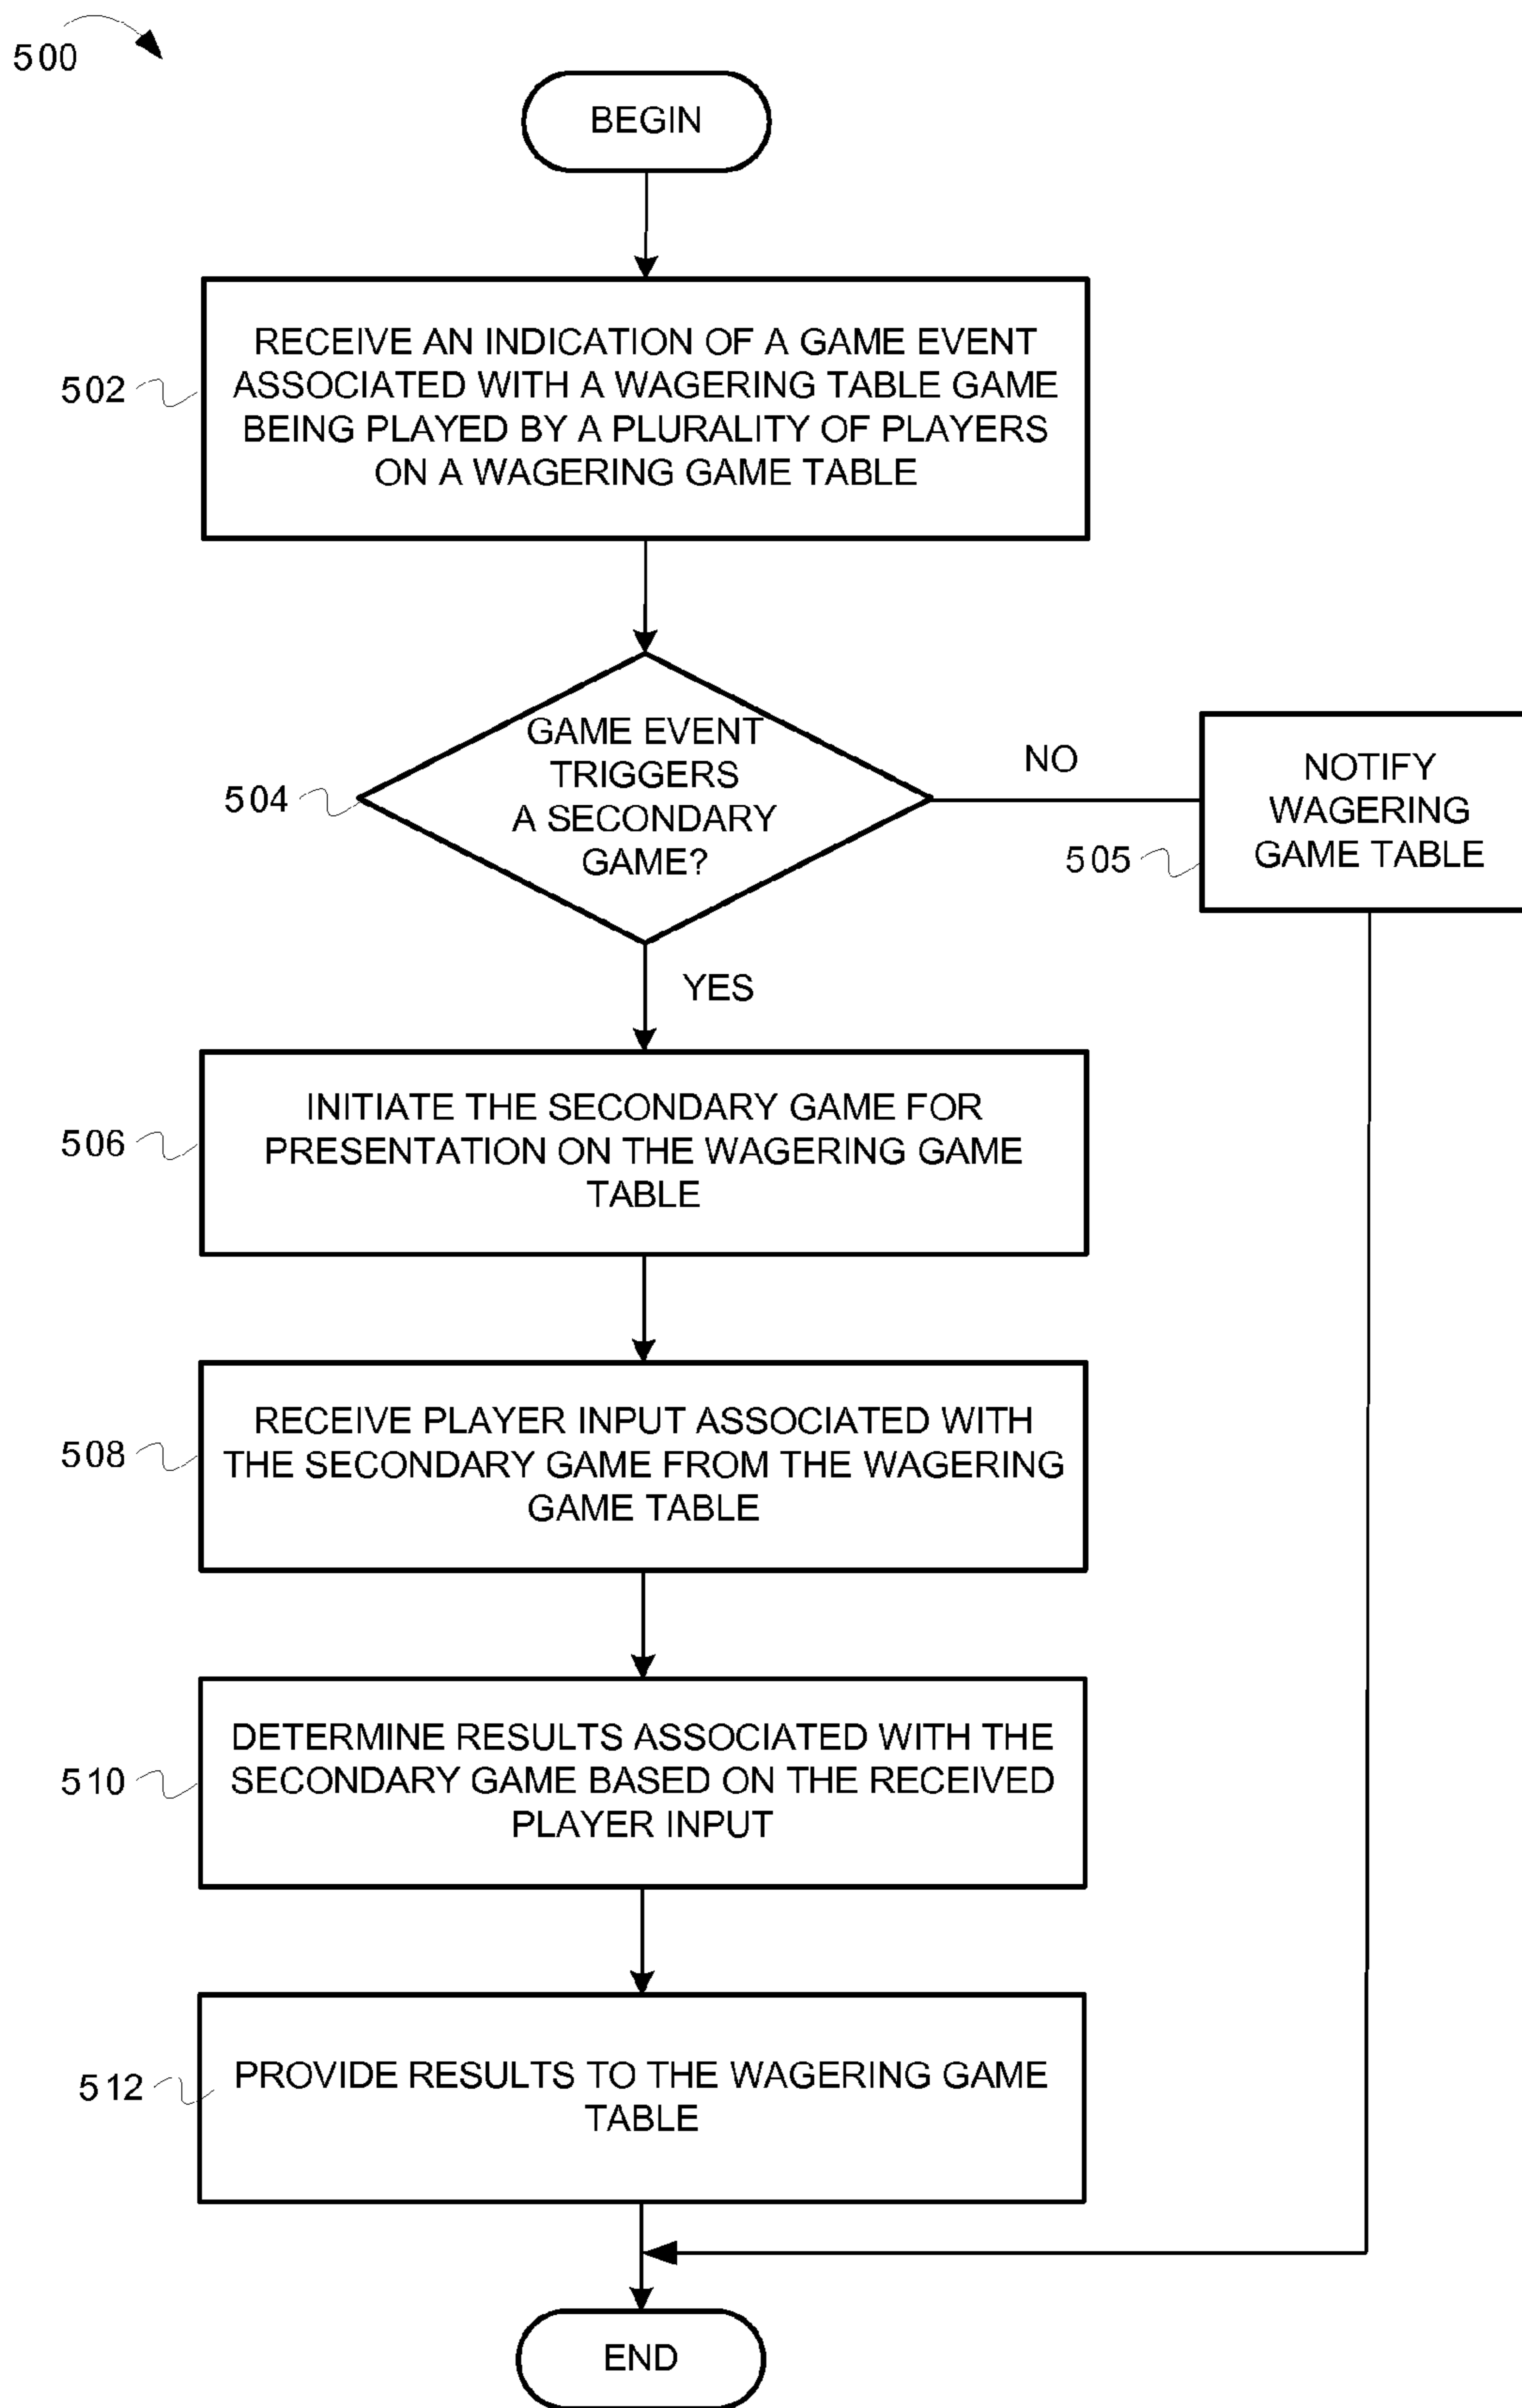 500
BEGIN
502
RECEIVE AN INDICATION OF A GAME EVENT
ASSOCIATED WITH A WAGERING TABLE GAME
BEING PLAYED BY A PLURALITY OF PLAYERS
ON A WAGERING GAME TABLE
504
GAME EVENT
TRIGGERS
A SECONDARY
GAME?
NO
505
NOTIFY
WAGERING
GAME TABLE
YES
506
INITIATE THE SECONDARY GAME FOR
PRESENTATION ON THE WAGERING GAME
TABLE
508
RECEIVE PLAYER INPUT ASSOCIATED WITH
THE SECONDARY GAME FROM THE WAGERING
GAME TABLE
510
DETERMINE RESULTS ASSOCIATED WITH THE
SECONDARY GAME BASED ON THE RECEIVED
PLAYER INPUT
512
PROVIDE RESULTS TO THE WAGERING GAME
TABLE
END